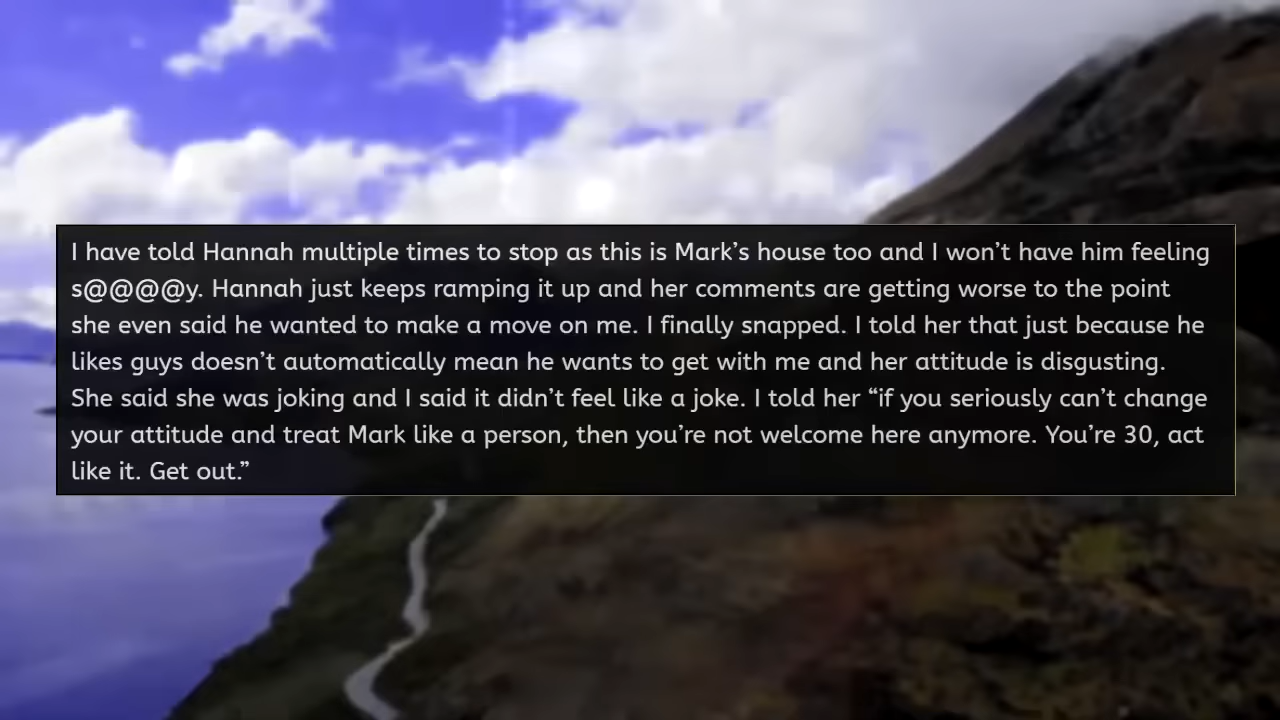 I have told Hannah multiple times to stop as this is Mark’s house too and I won’t have him feeling
s@@@@y. Hannah just keeps ramping it up and her comments are getting worse to the point
she even said he wanted to make a move on me. I finally snapped. I told her that just because he
likes guys doesn’t automatically mean he wants to get with me and her attitude is disgusting.
She said she was joking and I said it didn’t feel like a joke. I told her “if you seriously can’t change
your attitude and treat Mark like a person, then you’re not welcome here anymore. You’re 30, act
like it. Get out.”